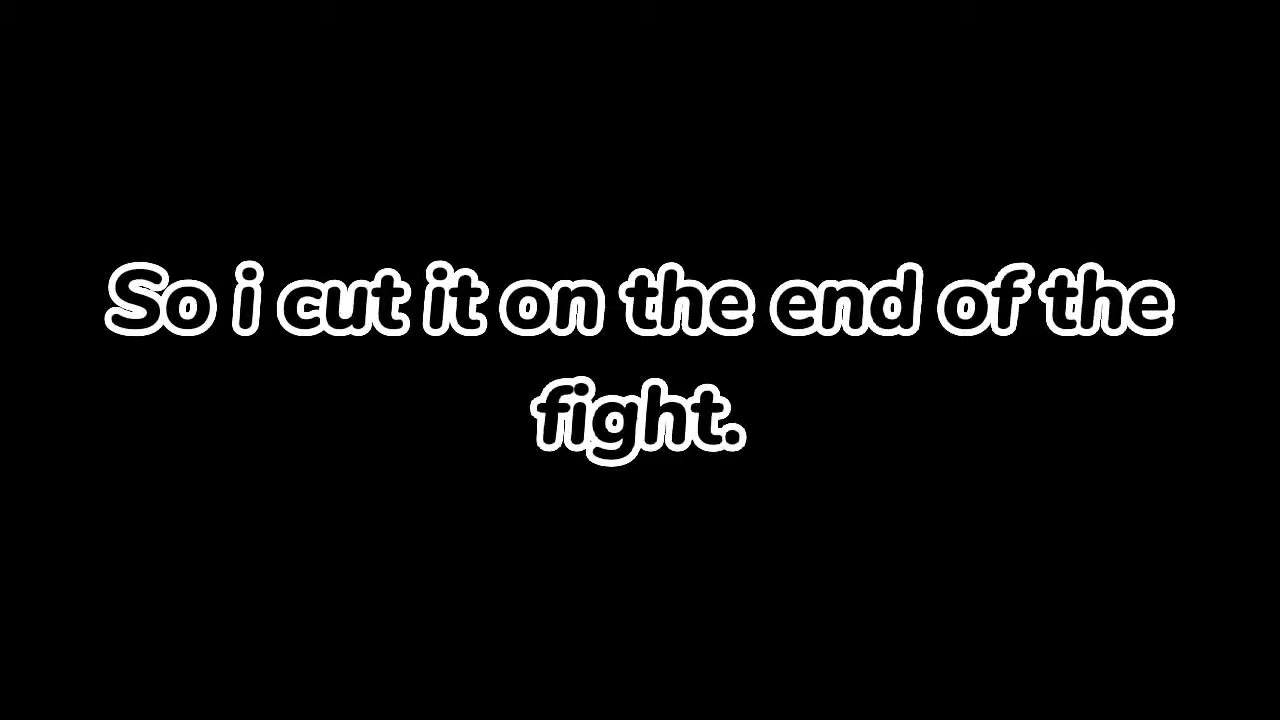 So i cut it on the end of the
fight.